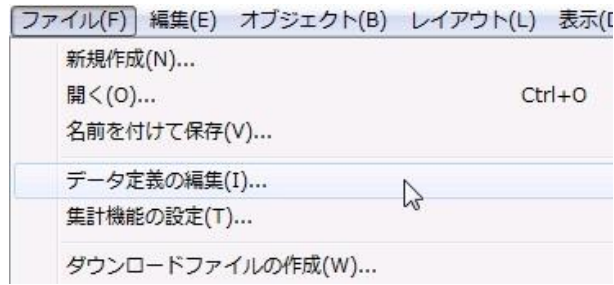 ファイル(F) 編集(E) オブジェクト(B) レイアウト(L) 表示(
新規作成(N)...
開く(O)... Ctrl+O
名前を付けて保存(V)...
データ定義の編集(I)...
集計機能の設定(T)...
ダウンロードファイルの作成(W)...